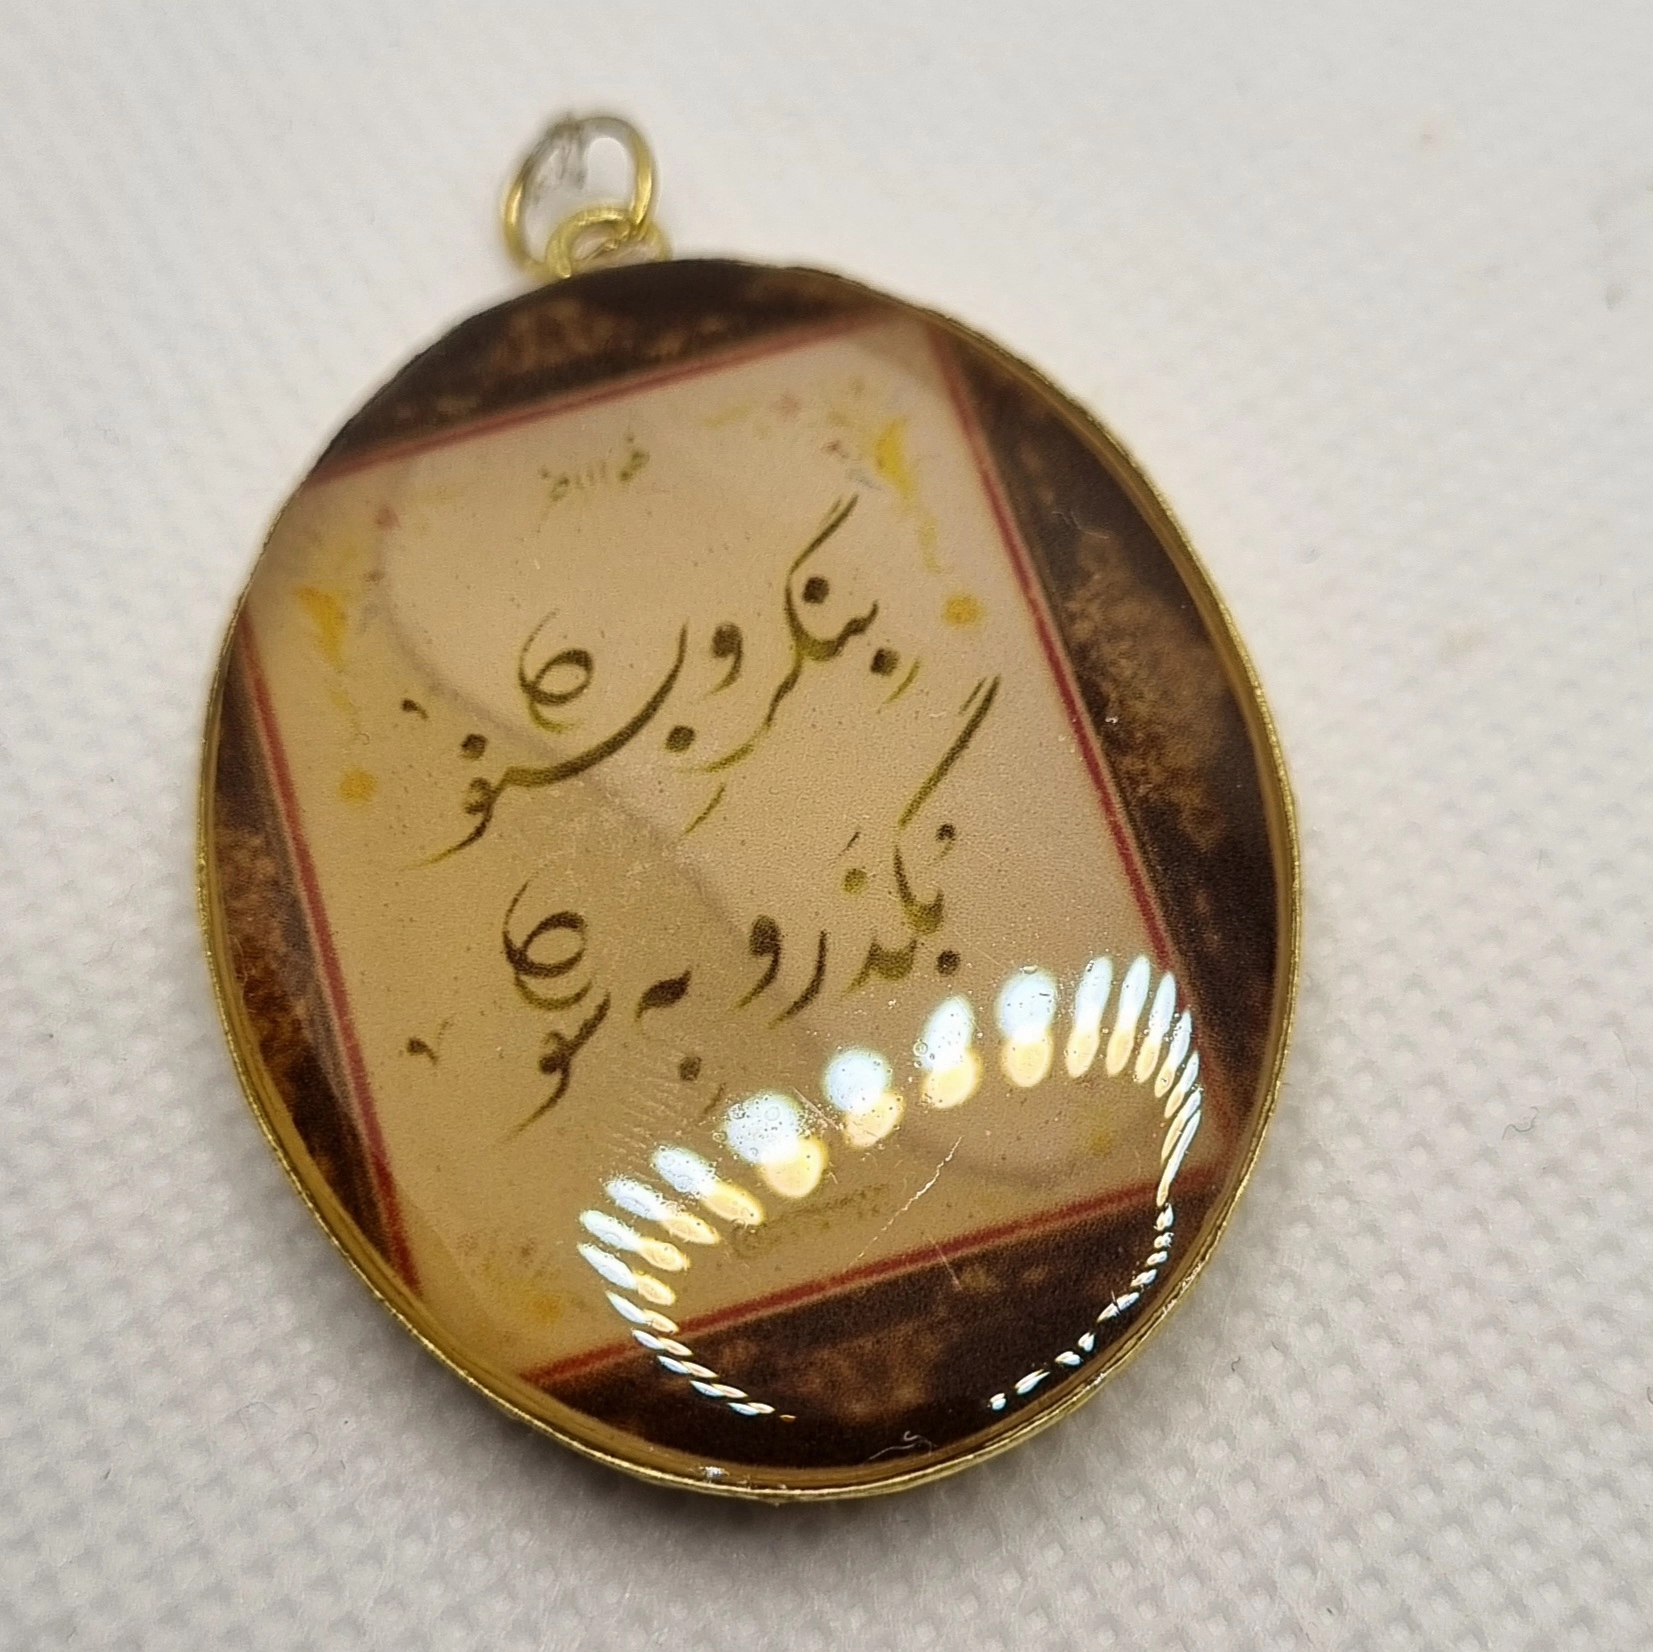 بنگر و بشنو
بگذر و به شو